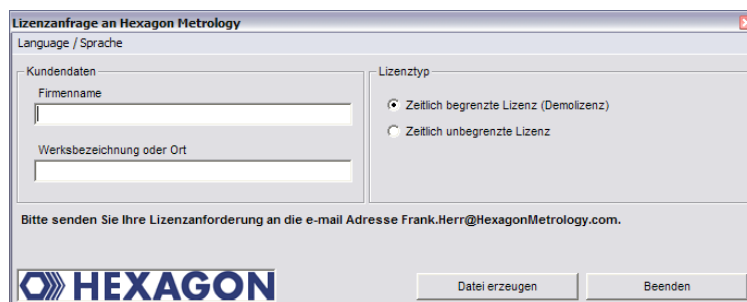 Lizenzanfrage an Hexagon Metrology
Language / Sprache
Kundendaten
Firmenname
Werksbezeichnung oder Ort
Lizenztyp
Zeitlich begrenzte Lizenz (Demolizenz)
Zeitlich unbegrenzte Lizenz
Bitte senden Sie Ihre Lizenzanforderung an die e-mail Adresse Frank.Herr@HexagonMetrology.com.
HEXAGON
Datei erzeugen
Beenden